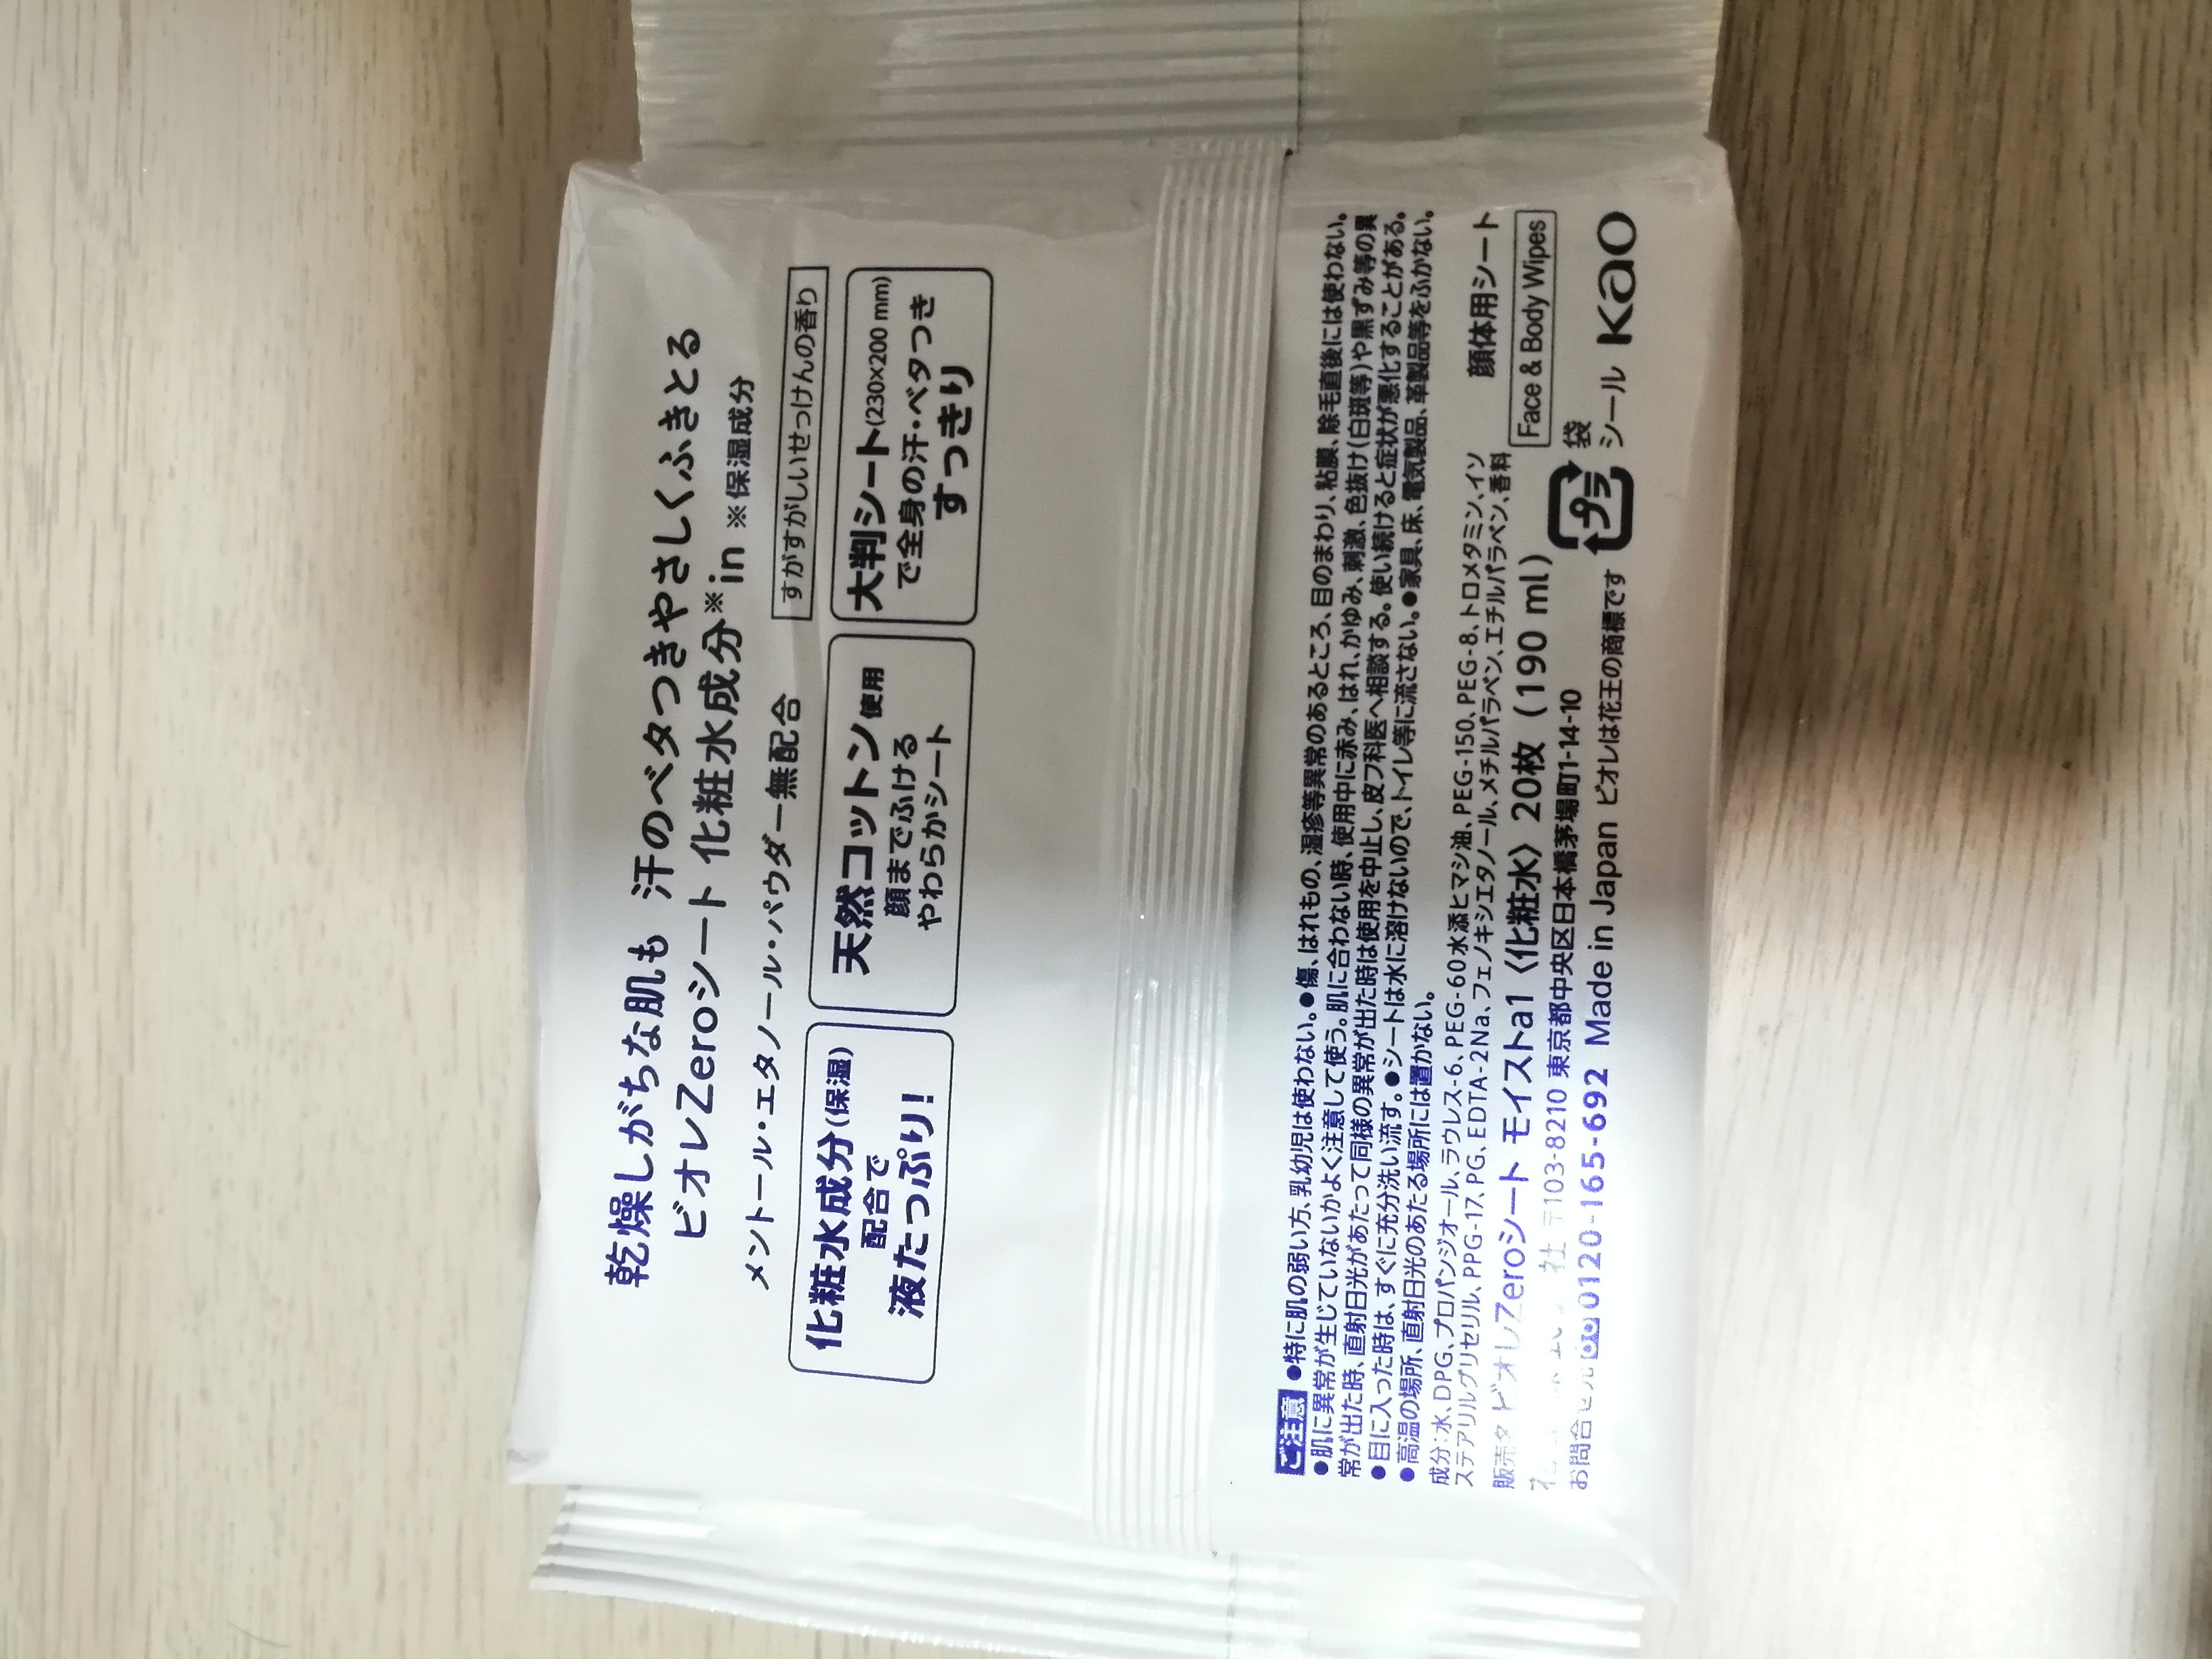 乾燥しがちな肌も 汗のベタつきやさしくふきとる
ビオレZeroシート 化粧水成分※in ※保湿成分
メントール・エタノール・パウダー無配合
すがすがしいせっけんの香り
化粧水成分(保湿)
配合で
液たっぷり!
天然コットン使用
顔までふける
やわらかシート
大判シート(230×200 mm)
で全身の汗・ベタつき
すっきり
ご注意 ●特に肌の弱い方、乳幼児は使わない。●傷、はれもの、湿疹等異常のあるところ、目のまわり、粘膜、除毛直後には使わない。
●肌に異常が生じていないかよく注意して使う。肌に合わない時、使用中に赤み、はれ、かゆみ、刺激、色抜け(白斑等)や黒ずみ等の異
常が出た時、直射日光があたって同様の異常が出た時は使用を中止し、皮フ科医へ相談する。使い続けると症状が悪化することがある。
●目に入った時は、すぐに充分洗い流す。●シートは水に溶けないので、トイレ等に流さない。●家具、床、電気製品、革製品等をふかない。
●高温の場所、直射日光のあたる場所には置かない。
成分:水、DPG、プロパンジオール、ラウレス-6、PEG-60水添ヒマシ油、PEG-150、PEG-8、トロメタミン、イソ
ステアリルグリセリル、PPG-17、PG、EDTA-2Na、フェノキシエタノール、メチルパラベン、エチルパラベン、香料
顔体用シート
Face & Body Wipes
販売名 ビオレZeroシート モイストa1〈化粧水〉20枚 (190 ml)
社 〒103-8210 東京都中央区日本橋茅場町1-14-10
お問合せ先 0120-165-692 Made in Japan ビオレは花王の商標です
プラ
袋
シール
Kao